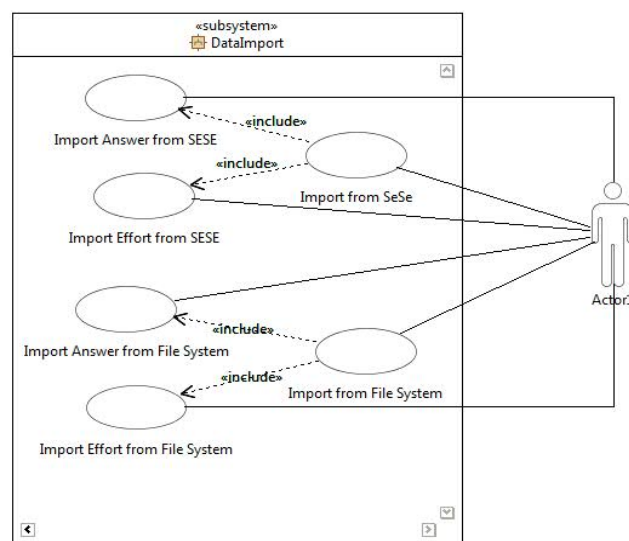 «subsystem»
DataImport
«include»
Import Answer from SESE
«include»
Import from SeSe
Import Effort from SESE
«include»
Import Answer from File System
«include»
Import from File System
Import Effort from File System